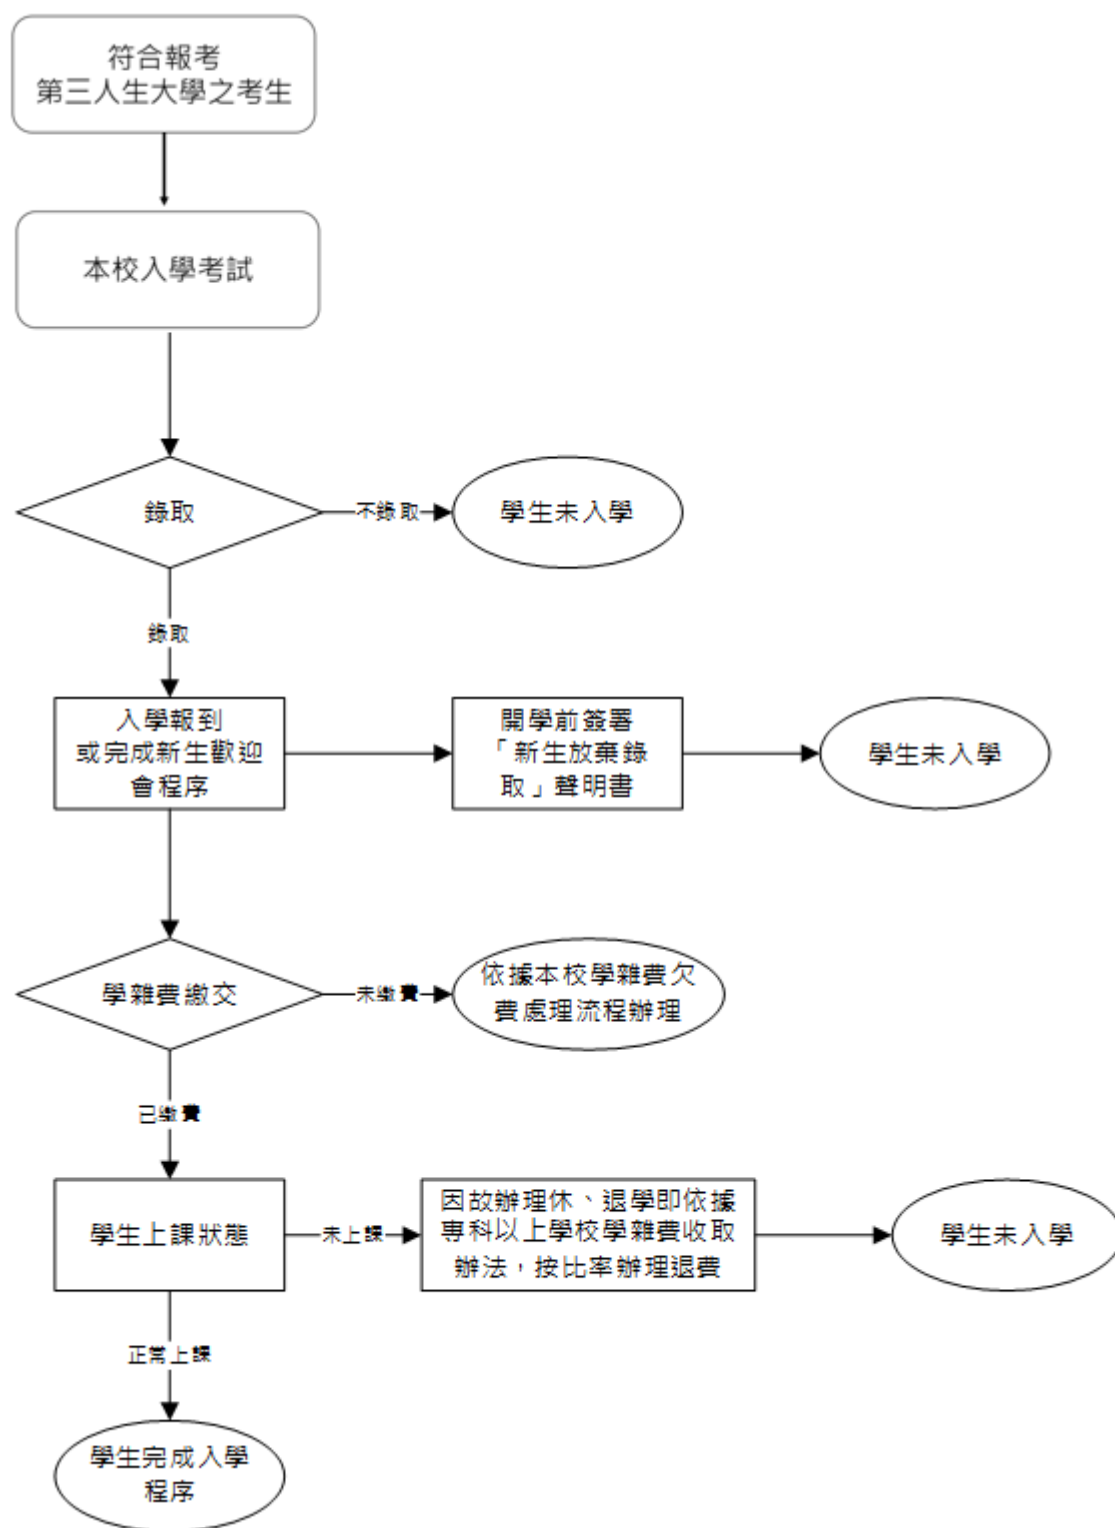 符合報考
第三人生大學之考生
本校入學考試
錄取
不錄取
學生未入學
錄取
入學報到
或完成新生歡迎
會程序
開學前簽署
「新生放棄錄
取」聲明書
學生未入學
學雜費繳交
未繳費
依據本校學雜費欠
費處理流程辦理
已繳費
學生上課狀態
未上課
因故辦理休、退學即依據
專科以上學校學雜費收取
辦法，按比率辦理退費
學生未入學
正常上課
學生完成入學
程序